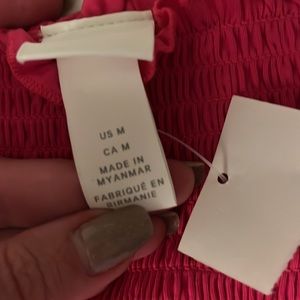 US M
CA M
MADE IN
MYANMAR
FABRIQUÉ EN
BIRMANIE